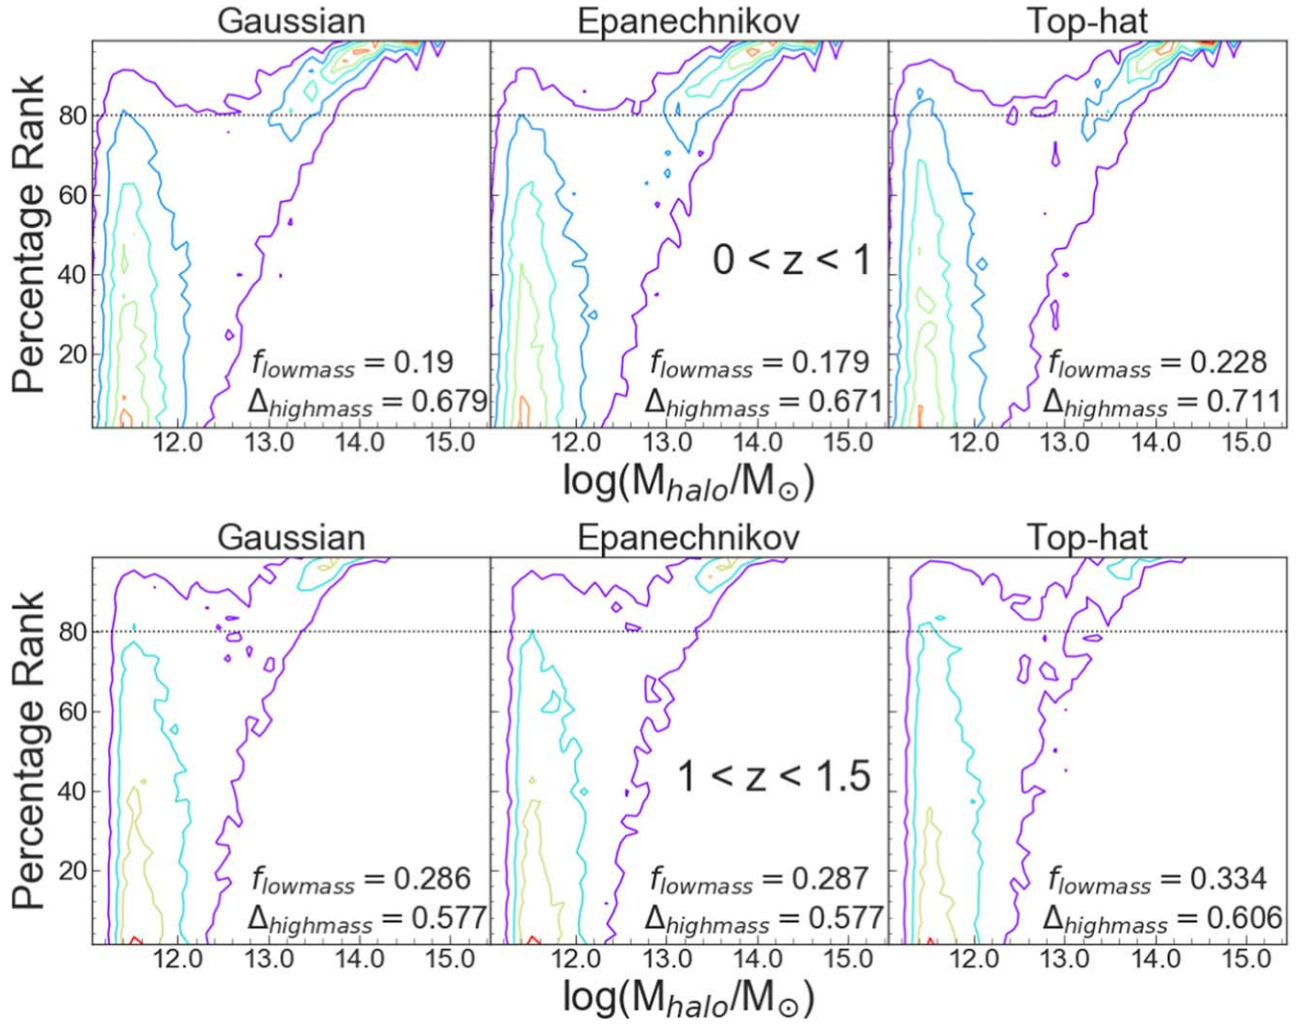 Gaussian Epanechnikov Top-hat
Percentage Rank
80
60
40
20
0 < z < 1
f_lowmass = 0.19 f_lowmass = 0.179 f_lowmass = 0.228
Δ_highmass = 0.679 Δ_highmass = 0.671 Δ_highmass = 0.711
12.0 13.0 14.0 15.0 12.0 13.0 14.0 15.0 12.0 13.0 14.0 15.0
log(M_halo/M_⊙)
Gaussian Epanechnikov Top-hat
Percentage Rank
80
60
40
20
1 < z < 1.5
f_lowmass = 0.286 f_lowmass = 0.287 f_lowmass = 0.334
Δ_highmass = 0.577 Δ_highmass = 0.577 Δ_highmass = 0.606
12.0 13.0 14.0 15.0 12.0 13.0 14.0 15.0 12.0 13.0 14.0 15.0
log(M_halo/M_⊙)